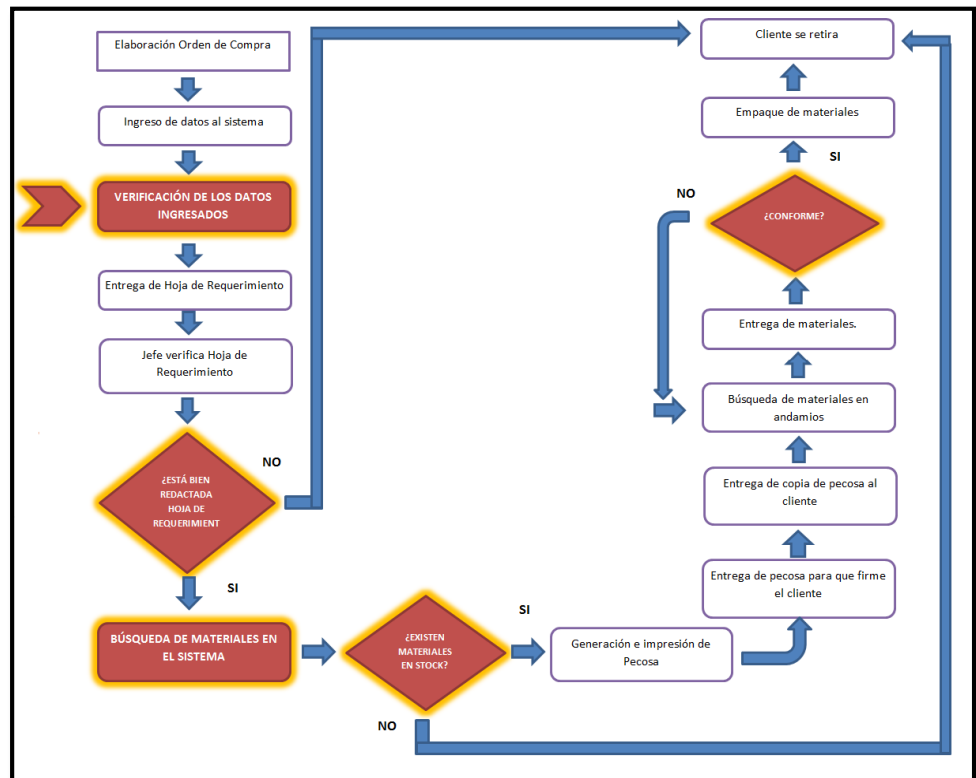 Elaboración Orden de Compra
Ingreso de datos al sistema
VERIFICACIÓN DE LOS DATOS
INGRESADOS
Entrega de Hoja de Requerimiento
Jefe verifica Hoja de
Requerimiento
¿ESTÁ BIEN
REDACTADA
HOJA DE
REQUERIMIENT
NO
SI
BÚSQUEDA DE MATERIALES EN
EL SISTEMA
¿EXISTEN
MATERIALES
EN STOCK?
SI
NO
Generación e impresión de
Pecosa
Entrega de pecosa para que firme
el cliente
Entrega de copia de pecosa al
cliente
Búsqueda de materiales en
andamios
Entrega de materiales.
¿CONFORME?
NO
SI
Empaque de materiales
Cliente se retira